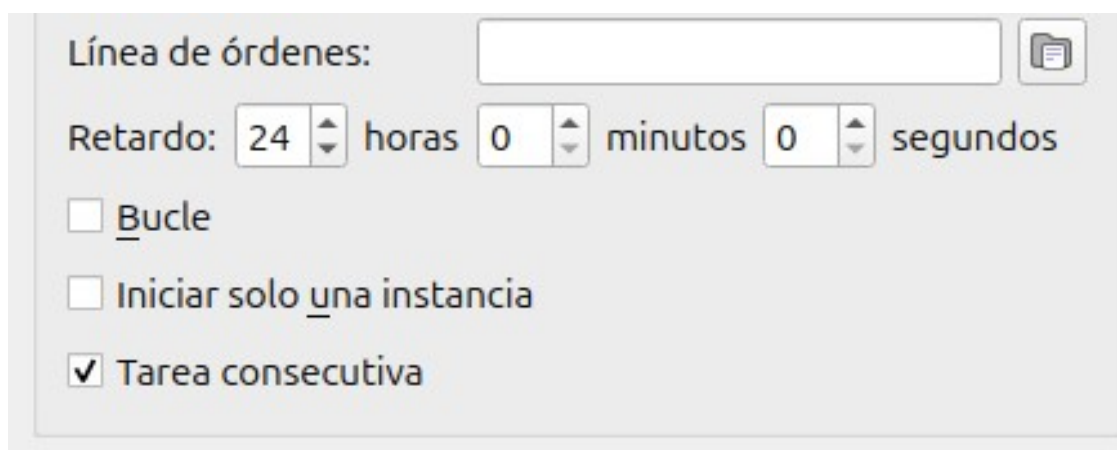 Línea de órdenes:
Retardo: 24 horas 0 minutos 0 segundos
Bucle
Iniciar solo una instancia
Tarea consecutiva